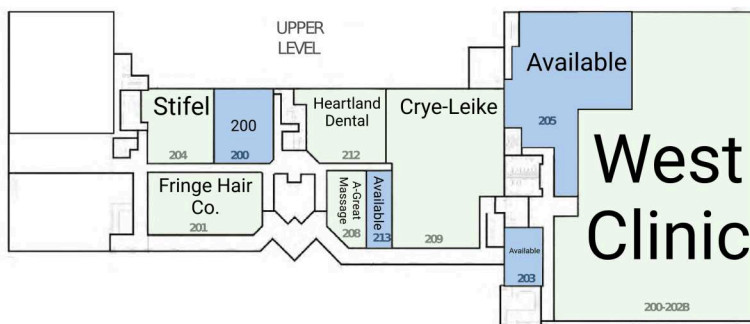 UPPER
LEVEL
Stifel
204
200
200
Heartland
Dental
212
Crye-Leike
209
Available
205
West
Clinic
200-202B
Fringe Hair
Co.
201
A-Great
Massage
208
Available
213
Available
203